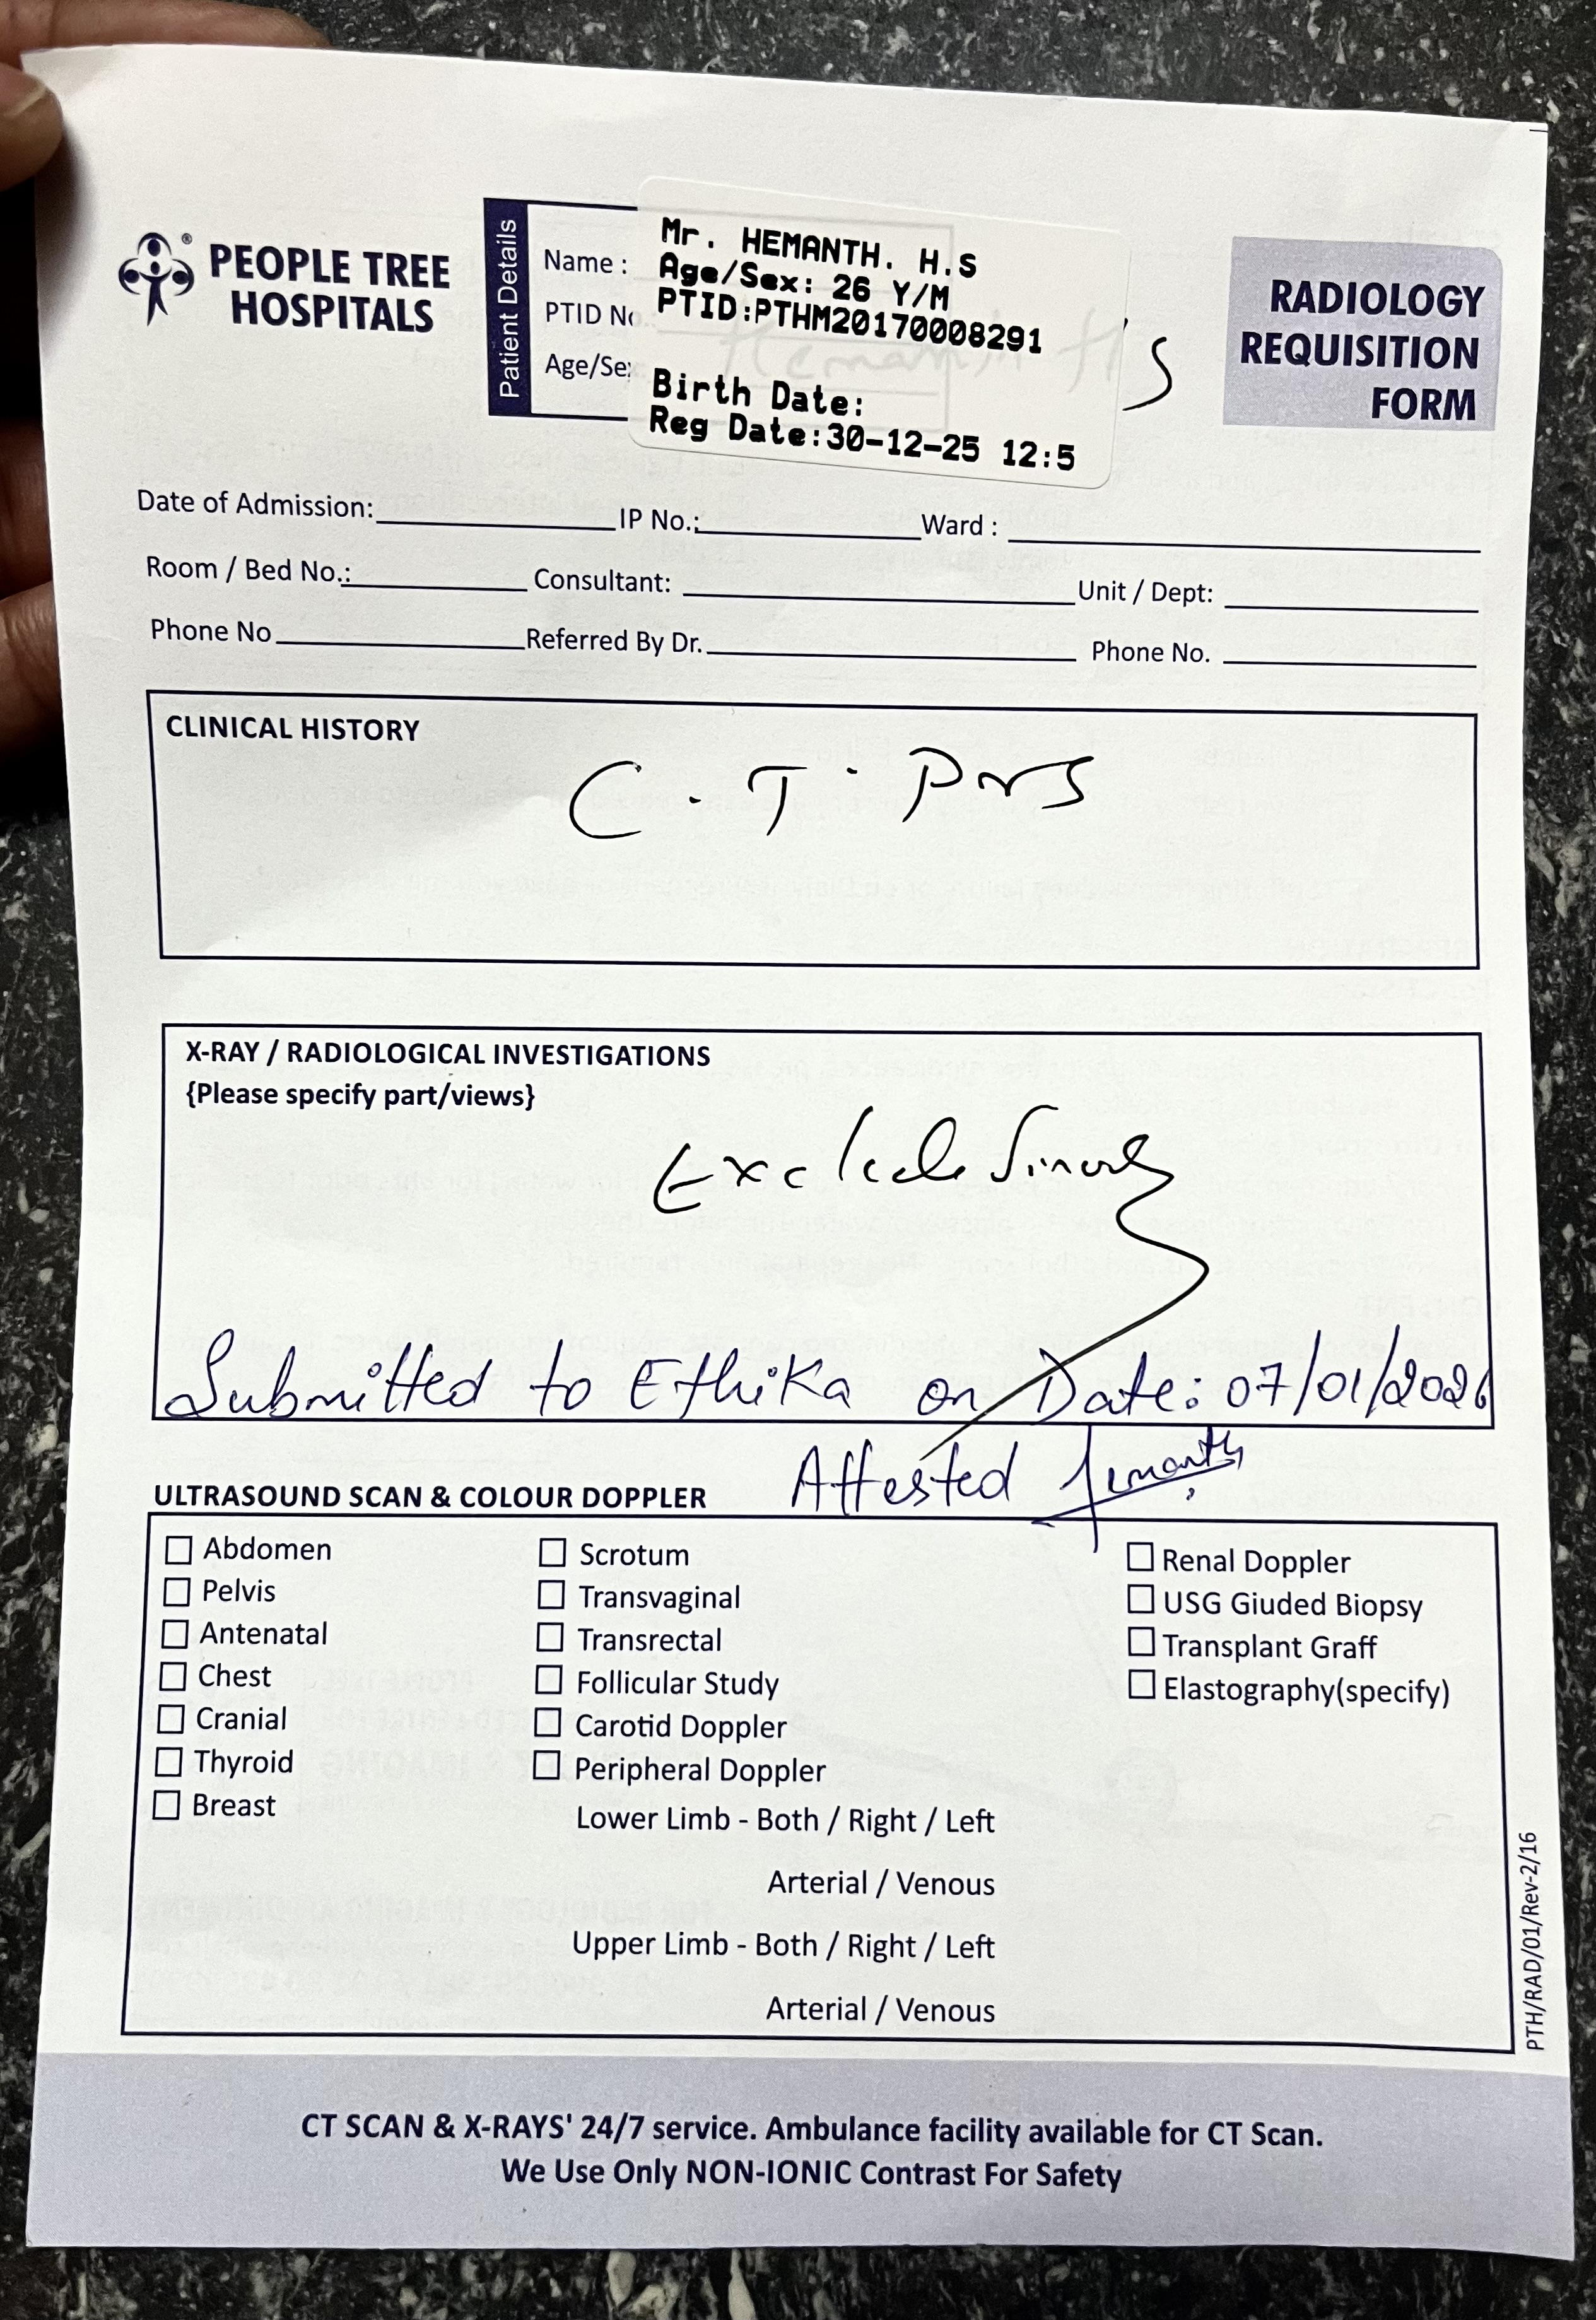 PEOPLE TREE
HOSPITALS
®
Patient Details
Name :
PTID No.:
Age/Sex
Mr. HEMANTH. H.S
Age/Sex: 26 Y/M
PTID:PTHM20170008291
Birth Date:
Reg Date:30-12-25 12:5
Hemanth H S
RADIOLOGY
REQUISITION
FORM
Date of Admission: IP No.: Ward :
Room / Bed No.: Consultant: Unit / Dept:
Phone No Referred By Dr. Phone No.
CLINICAL HISTORY
C.T. PNS
X-RAY / RADIOLOGICAL INVESTIGATIONS
{Please specify part/views}
Exclude
Submitted to Ethika on Date: 07/01/2026
Attested Hemanth
ULTRASOUND SCAN & COLOUR DOPPLER
Abdomen
Pelvis
Antenatal
Chest
Cranial
Thyroid
Breast
Scrotum
Transvaginal
Transrectal
Follicular Study
Carotid Doppler
Peripheral Doppler
Lower Limb - Both / Right / Left
Arterial / Venous
Upper Limb - Both / Right / Left
Arterial / Venous
Renal Doppler
USG Giuded Biopsy
Transplant Graff
Elastography(specify)
PTH/RAD/01/Rev-2/16
CT SCAN & X-RAYS' 24/7 service. Ambulance facility available for CT Scan.
We Use Only NON-IONIC Contrast For Safety